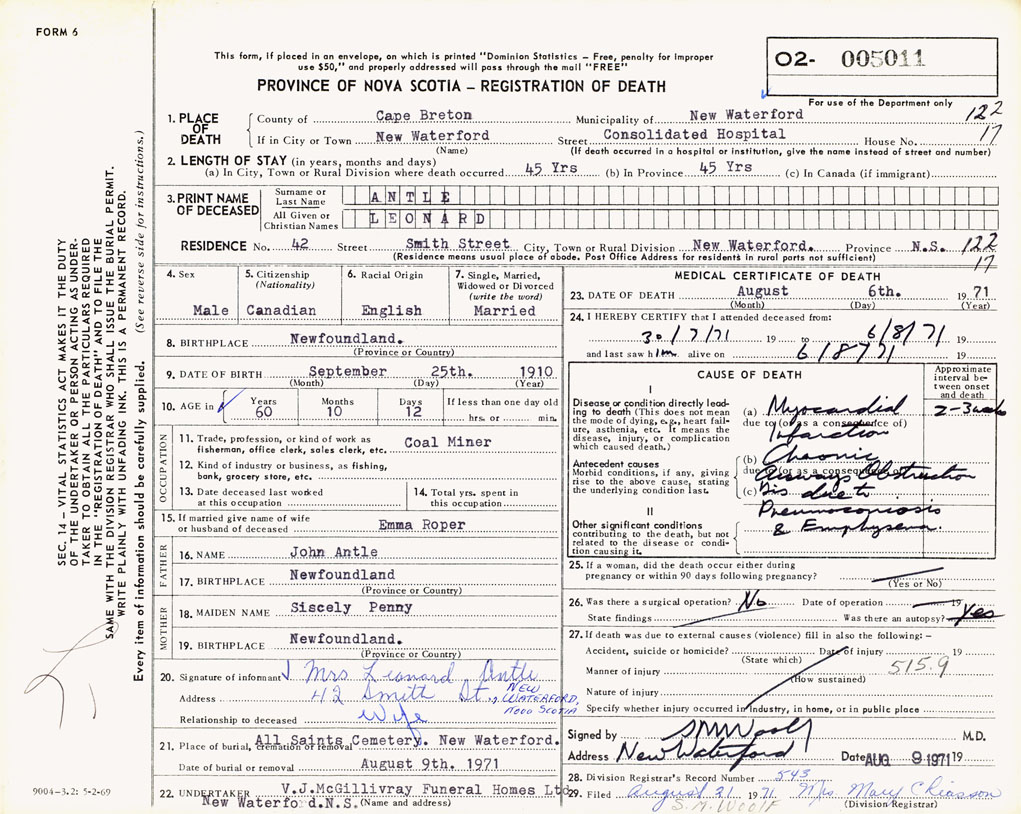 FORM 6
This form, if placed in an envelope, on which is printed "Dominion Statistics – Free, penalty for improper
use $50," and properly addressed will pass through the mail "FREE"
PROVINCE OF NOVA SCOTIA – REGISTRATION OF DEATH
O2- 005011
For use of the Department only
1. PLACE OF DEATH
County of Cape Breton Municipality of New Waterford 122
If in City or Town New Waterford Street Consolidated Hospital House No. 17
(Name) (If death occurred in a hospital or institution, give the name instead of street and number)
2. LENGTH OF STAY (in years, months and days)
(a) In City, Town or Rural Division where death occurred 45 Yrs (b) In Province 45 Yrs (c) In Canada (if immigrant)
3. PRINT NAME OF DECEASED
Surname or Last Name ANTLE
All Given or Christian Names LEONARD
RESIDENCE No. 42 Street Smith Street City, Town or Rural Division New Waterford. Province N.S. 122
(Residence means usual place of abode. Post Office Address for residents in rural ports not sufficient) 17
4. Sex
Male
5. Citizenship
(Nationality)
Canadian
6. Racial Origin
English
7. Single, Married,
Widowed or Divorced
(write the word)
Married
8. BIRTHPLACE Newfoundland.
(Province or Country)
9. DATE OF BIRTH September 25th. 1910
(Month) (Day) (Year)
10. AGE in Years Months Days If less than one day old
60 10 12 hrs. or min.
OCCUPATION
11. Trade, profession, or kind of work as Coal Miner
fisherman, office clerk, sales clerk, etc.
12. Kind of industry or business, as fishing,
bank, grocery store, etc.
13. Date deceased last worked
at this occupation
14. Total yrs. spent in
this occupation
15. If married give name of wife
or husband of deceased Emma Roper
FATHER
16. NAME John Antle
17. BIRTHPLACE Newfoundland
(Province or Country)
MOTHER
18. MAIDEN NAME Siscely Penny
19. BIRTHPLACE Newfoundland.
(Province or Country)
20. Signature of informant Mrs Leonard Antle
Address 42 Smith St., NEW WATERFORD, NOVA SCOTIA
Relationship to deceased Wife
21. Place of burial, cremation or removal All Saints Cemetery. New Waterford.
Date of burial or removal August 9th. 1971
22. UNDERTAKER V.J.McGillivray Funeral Homes Ltd
New Waterford.N.S. (Name and address)
MEDICAL CERTIFICATE OF DEATH
23. DATE OF DEATH August 6th. 1971
(Month) (Day) (Year)
24. I HEREBY CERTIFY that I attended deceased from:
30/7/71 19 to 6/8/71 19
and last saw him alive on 6/8/71 19
CAUSE OF DEATH
Approximate
interval be-
tween onset
and death
I
Disease or condition directly lead-
ing to death (This does not mean
the mode of dying, e.g., heart fail-
ure, asthenia, etc. It means the
disease, injury, or complication
which caused death.)
(a) Myocardial 2-3 weeks
due to (or as a consequence of)
Infarction
Antecedent causes
Morbid conditions, if any, giving
rise to the above cause, stating
the underlying condition last.
(b) Chronic
due to (or as a consequence of)
Airways Obstruction
(c) Dis due to
Pneumoconiosis
& Emphysema.
II
Other significant conditions
contributing to the death, but not
related to the disease or condi-
tion causing it.
25. If a woman, did the death occur either during
pregnancy or within 90 days following pregnancy?
(Yes or No)
26. Was there a surgical operation? No Date of operation 19
State findings Was there an autopsy? Yes
27. If death was due to external causes (violence) fill in also the following: –
Accident, suicide or homicide? Date of injury 19
(State which)
Manner of injury 515.9
(How sustained)
Nature of injury
Specify whether injury occurred in industry, in home, or in public place
Signed by S M Woolf M.D.
Address New Waterford Date AUG 9 1971 19
28. Division Registrar's Record Number 543
29. Filed August 21 1971 Mrs Mary Chiasson
S. M. WOOLF (Division Registrar)
SEC. 14 – VITAL STATISTICS ACT MAKES IT THE DUTY
OF THE UNDERTAKER OR PERSON ACTING AS UNDER-
TAKER TO OBTAIN ALL THE PARTICULARS REQUIRED
IN THE "REGISTRATION OF DEATH" AND TO FILE THE
SAME WITH THE DIVISION REGISTRAR WHO SHALL ISSUE THE BURIAL PERMIT.
WRITE PLAINLY WITH UNFADING INK. THIS IS A PERMANENT RECORD.
Every item of information should be carefully supplied. (See reverse side for instructions.)
9004-3.2: 5-2-69